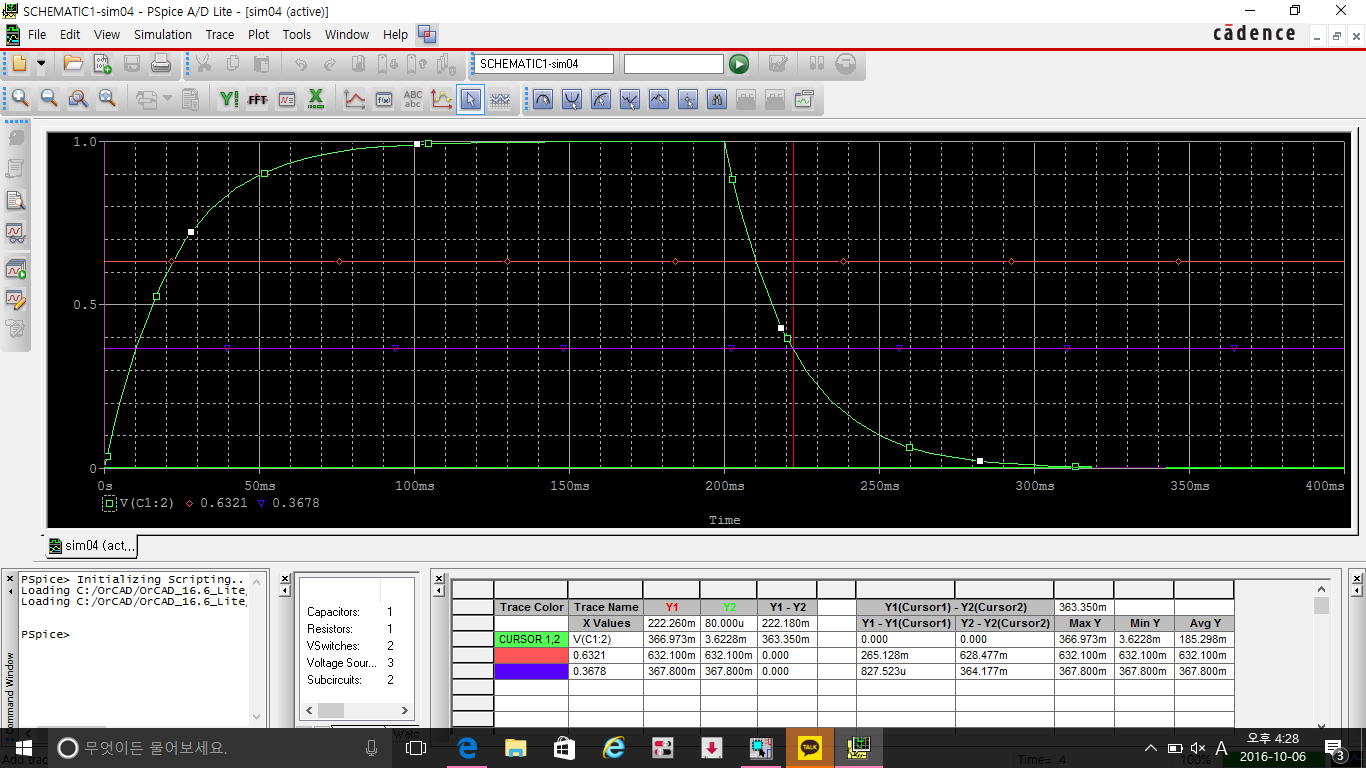 SCHEMATIC1-sim04 - PSpice A/D Lite - [sim04 (active)]
File Edit View Simulation Trace Plot Tools Window Help
cādence
SCHEMATIC1-sim04
FFT
ABC
abc
1.0
0.5
0
0s 50ms 100ms 150ms 200ms 250ms 300ms 350ms 400ms
V(C1:2) 0.6321 0.3678
Time
sim04 (act...
PSpice> Initializing Scripting..
Loading C:/OrCAD/OrCAD_16.6_Lite,
Loading C:/OrCAD/OrCAD_16.6_Lite,
PSpice>
Command Window
Capacitors: 1
Resistors: 1
VSwitches: 2
Voltage Sour... 3
Subcircuits: 2
Trace Color Trace Name Y1 Y2 Y1 - Y2 Y1(Cursor1) - Y2(Cursor2) 363.350m
X Values 222.260m 80.000u 222.180m Y1 - Y1(Cursor1) Y2 - Y2(Cursor2) Max Y Min Y Avg Y
CURSOR 1,2 V(C1:2) 366.973m 3.6228m 363.350m 0.000 0.000 366.973m 3.6228m 185.298m
0.6321 632.100m 632.100m 0.000 265.128m 628.477m 632.100m 632.100m 632.100m
0.3678 367.800m 367.800m 0.000 827.523u 364.177m 367.800m 367.800m 367.800m
무엇이든 물어보세요.
TALK
A
오후 4:28
2016-10-06
3
Time= .4
100%